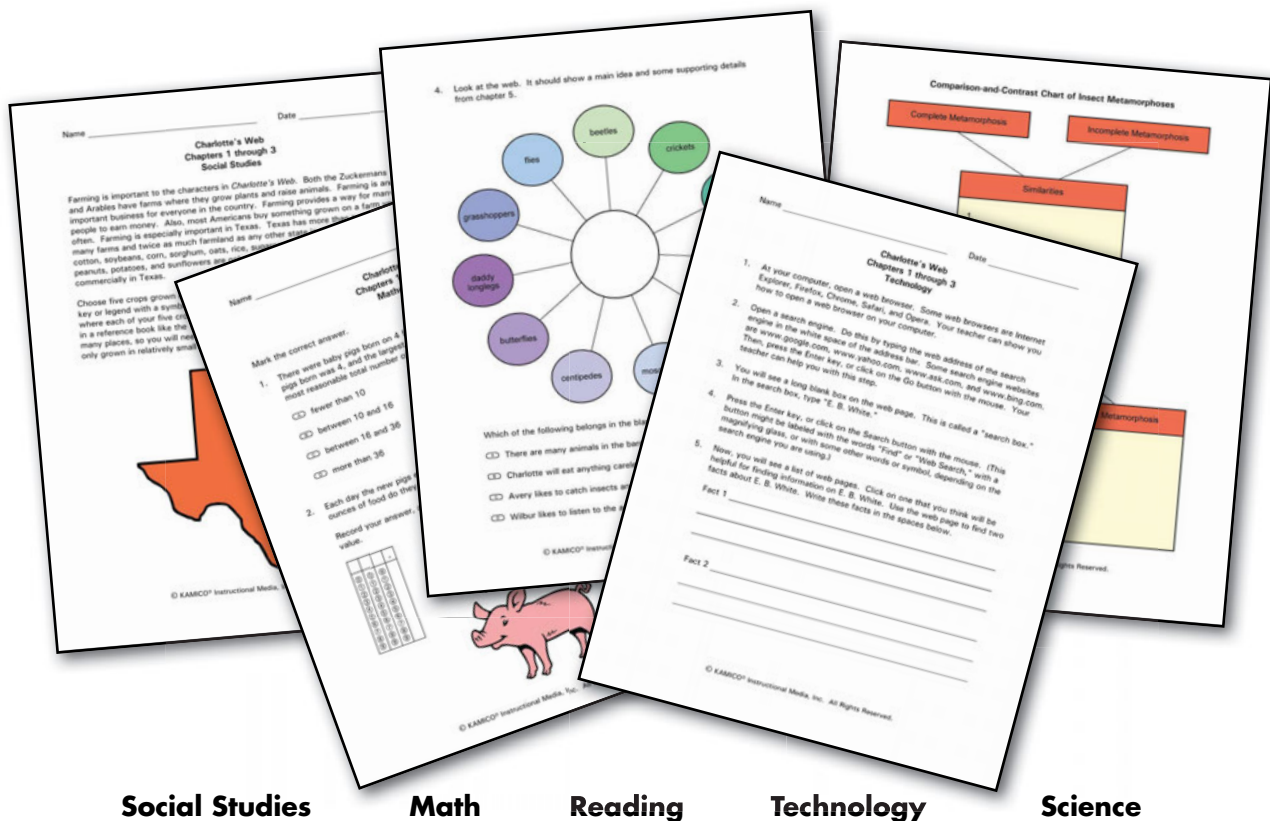 Name
Date
Charlotte's Web
Chapters 1 through 3
Social Studies
Farming is important to the characters in Charlotte's Web. Both the Zuckermans
and Arables have farms where they grow plants and raise animals. Farming is an
important business for everyone in the country. Farming provides a way for many
people to earn money. Also, most Americans buy something grown on a farm
often. Farming is especially important in Texas. Texas has more than
many farms and twice as much farmland as any other state
cotton, soybeans, corn, sorghum, oats, rice,
peanuts, potatoes, and sunflowers are
commercially in Texas.
Choose five crops grown
key or legend with a symbol
where each of your five
in a reference book like the
many places, so you will need
only grown in relatively small
© KAMICO® Instructional Media,
Name
Charlotte
Chapters 1
Math
Mark the correct answer.
1. There were baby pigs born on 4
pigs born was 4, and the largest
most reasonable total number
fewer than 10
between 10 and 16
between 16 and 36
more than 36
2. Each day the new pigs
ounces of food do they
Record your answer,
value.
© KAMICO® Instructional Media, Inc.
4. Look at the web. It should show a main idea and some supporting details
from chapter 5.
beetles
crickets
flies
grasshoppers
daddy
longlegs
butterflies
centipedes
Which of the following belongs in the
There are many animals in the
Charlotte will eat anything
Avery likes to catch insects
Wilbur likes to listen to the
© KAMICO®
Name
Date
Charlotte's Web
Chapters 1 through 3
Technology
1. At your computer, open a web browser. Some web browsers are Internet
Explorer, Firefox, Chrome, Safari, and Opera. Your teacher can show you
how to open a web browser on your computer.
2. Open a search engine. Do this by typing the web address of the search
engine in the white space of the address bar. Some search engine websites
are www.google.com, www.yahoo.com, www.ask.com, and www.bing.com.
Then, press the Enter key, or click on the Go button with the mouse. Your
teacher can help you with this step.
3. You will see a long blank box on the web page. This is called a "search box."
In the search box, type "E. B. White."
4. Press the Enter key, or click on the Search button with the mouse. (This
button might be labeled with the words "Find" or "Web Search," with a
magnifying glass, or with some other words or symbol, depending on the
search engine you are using.)
5. Now, you will see a list of web pages. Click on one that you think will be
helpful for finding information on E. B. White. Use the web page to find two
facts about E. B. White. Write these facts in the spaces below.
Fact 1
Fact 2
© KAMICO® Instructional Media, Inc. All Rights Reserved.
Comparison-and-Contrast Chart of Insect Metamorphoses
Complete Metamorphosis
Incomplete Metamorphosis
Similarities
1.
Metamorphosis
Rights Reserved.
Social Studies Math Reading Technology Science